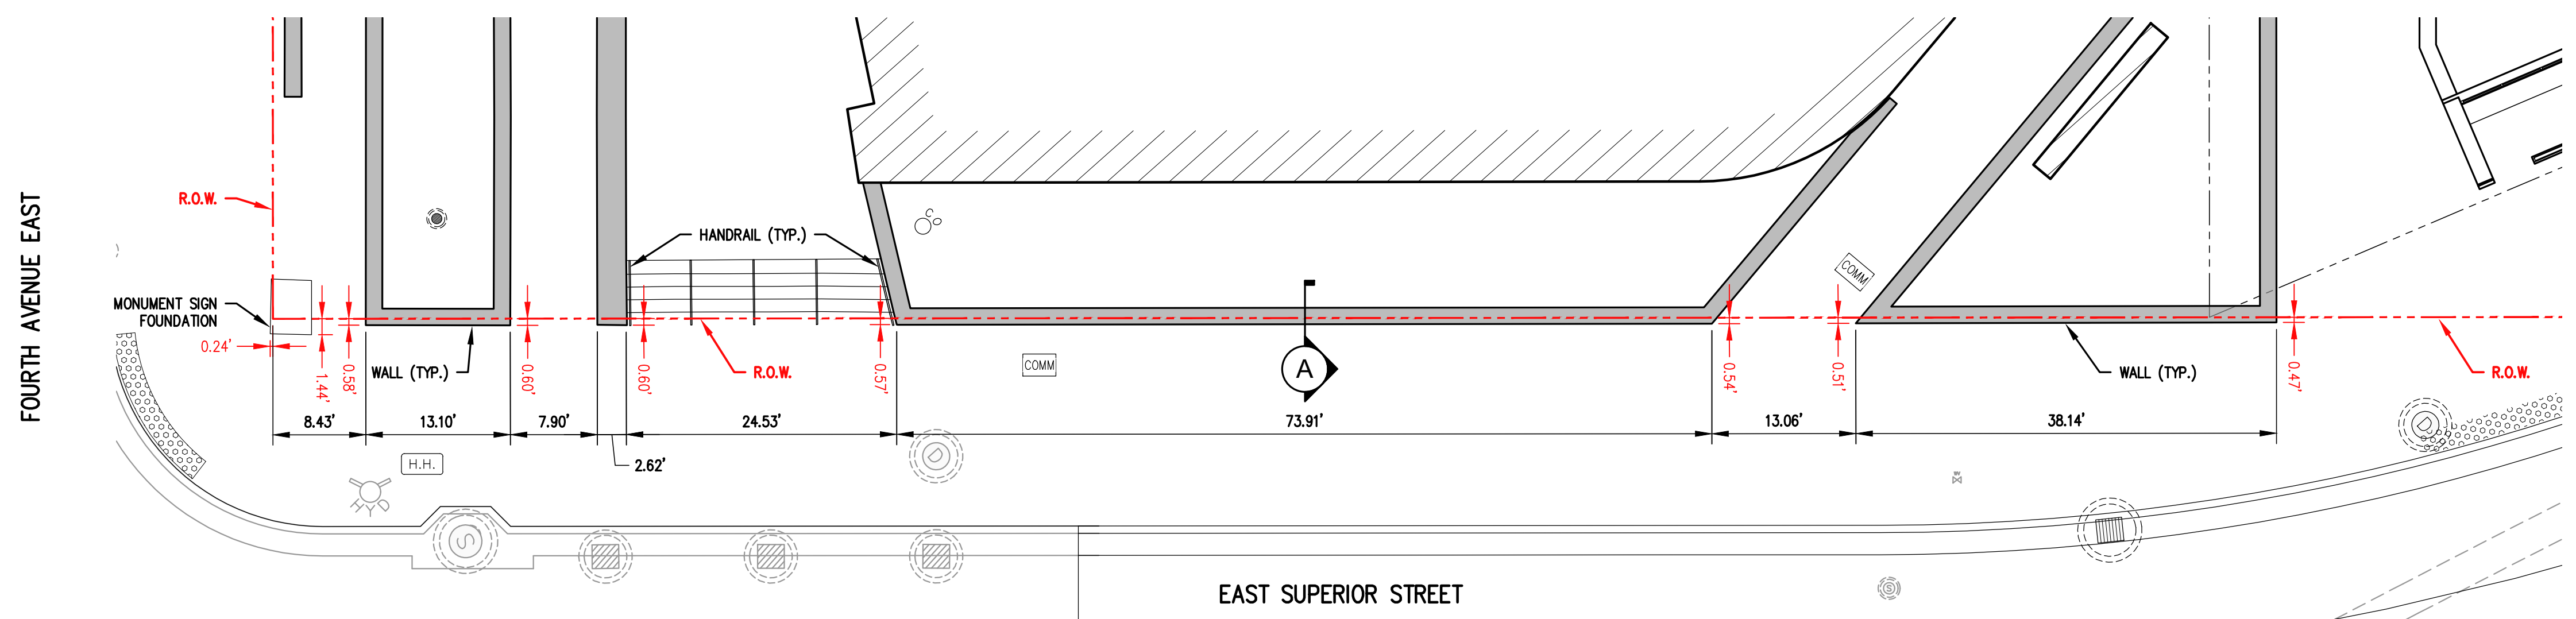 FOURTH AVENUE EAST
R.O.W.
MONUMENT SIGN
FOUNDATION
0.24'
1.44'
0.58'
WALL (TYP.)
0.60'
HANDRAIL (TYP.)
0.60'
R.O.W.
0.57'
CO
COMM
A
COMM
0.54'
0.51'
WALL (TYP.)
0.47'
R.O.W.
8.43'
13.10'
7.90'
2.62'
24.53'
73.91'
13.06'
38.14'
H.H.
HYD
S
D
D
S
EAST SUPERIOR STREET